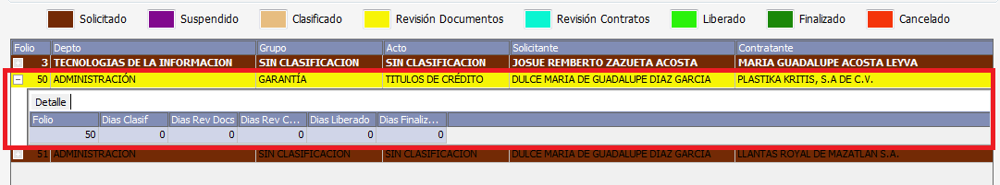 Solicitado Suspendido Clasificado Revisión Documentos Revisión Contratos Liberado Finalizado Cancelado
Folio Depto Grupo Acto Solicitante Contratante
3 TECNOLOGIAS DE LA INFORMACION SIN CLASIFICACION SIN CLASIFICACION JOSUE REMBERTO ZAZUETA ACOSTA MARIA GUADALUPE ACOSTA LEYVA
50 ADMINISTRACIÓN GARANTÍA TITULOS DE CRÉDITO DULCE MARIA DE GUADALUPE DIAZ GARCIA PLASTIKA KRITIS, S.A DE C.V.
Detalle
Folio Dias Clasif Dias Rev Docs Dias Rev C... Dias Liberado Dias Finaliz...
50 0 0 0 0 0
51 ADMINISTRACIÓN SIN CLASIFICACION SIN CLASIFICACION DULCE MARIA DE GUADALUPE DIAZ GARCIA LLANTAS ROYAL DE MAZATLAN S.A.